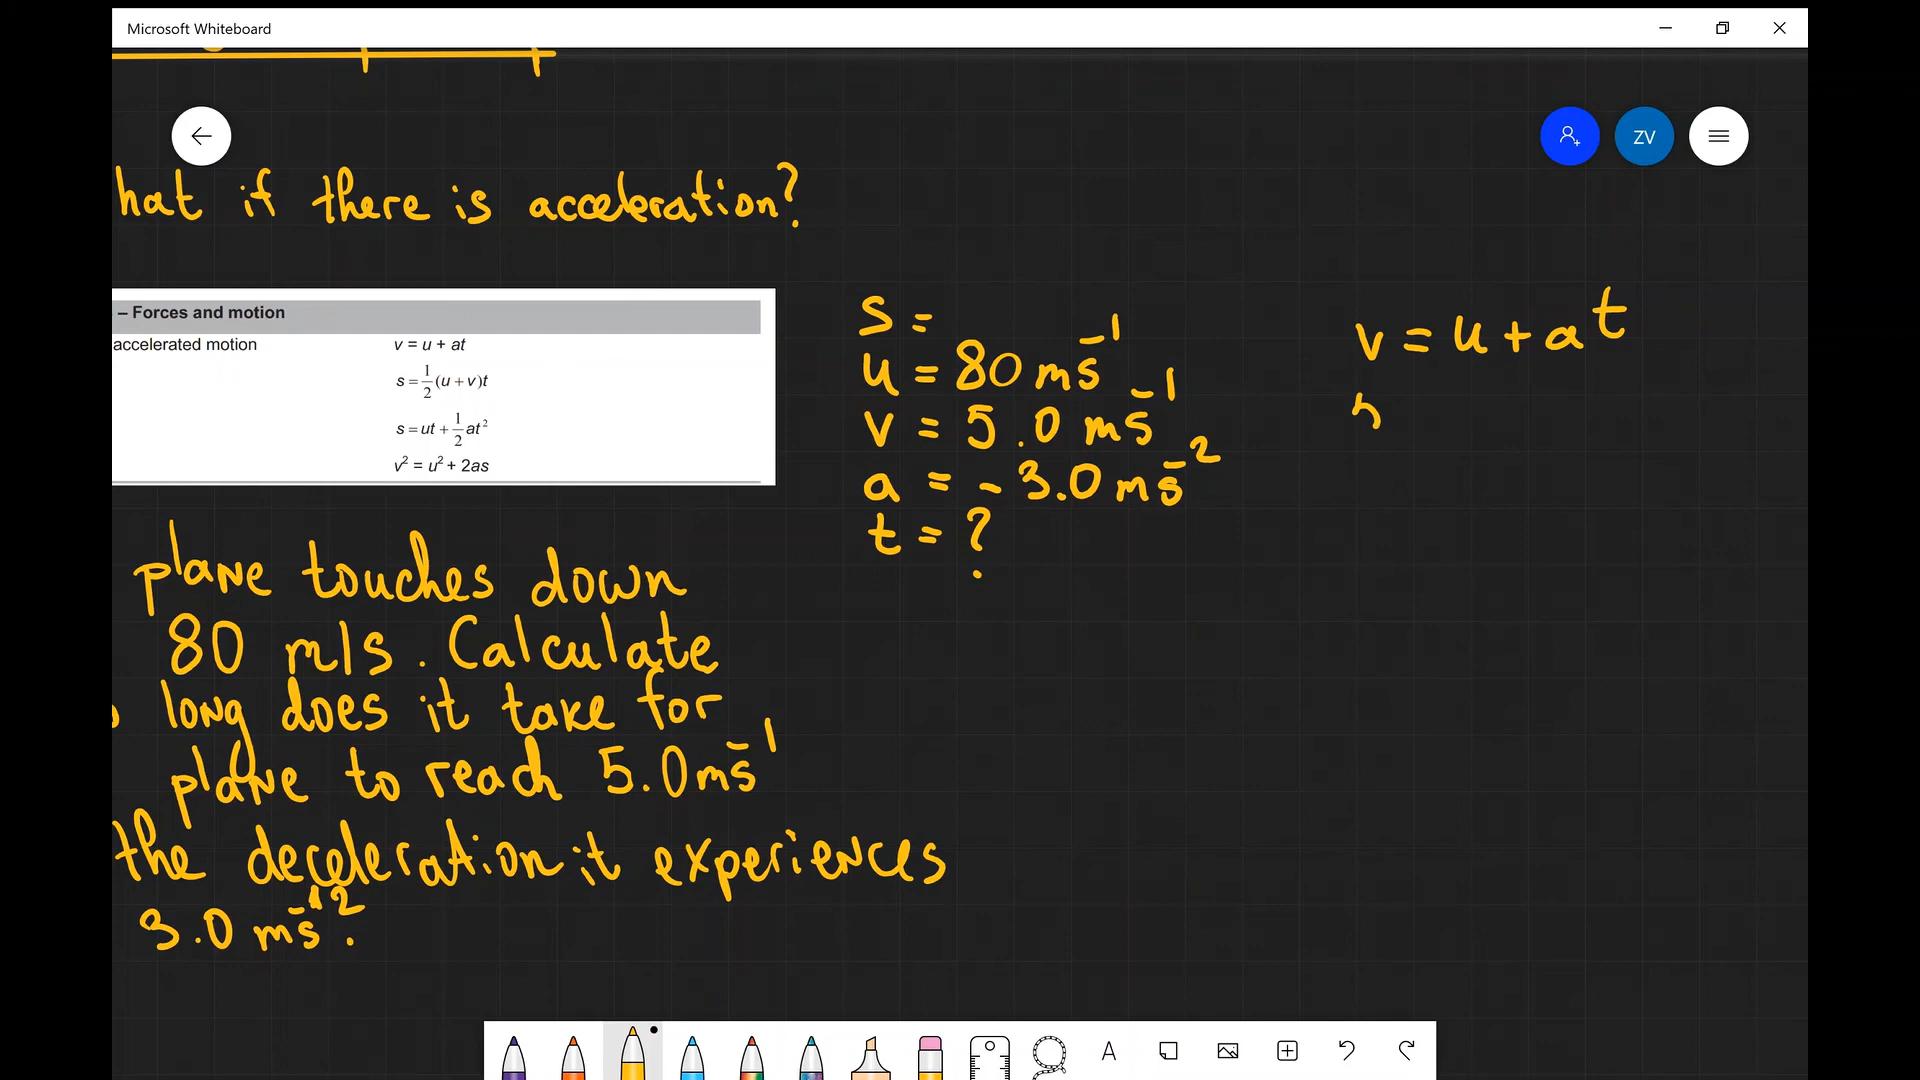 Microsoft Whiteboard
ZV
hat if there is acceleration?
– Forces and motion
accelerated motion
v = u + at
s = 1/2 (u + v)t
s = ut + 1/2 at²
v² = u² + 2as
s =
u = 80 ms⁻¹
v = 5.0 ms⁻¹
a = - 3.0 ms⁻²
t = ?
v = u + at
plane touches down
80 m/s. Calculate
long does it take for
plane to reach 5.0 ms⁻¹
the deceleration it experiences
3.0 ms⁻².